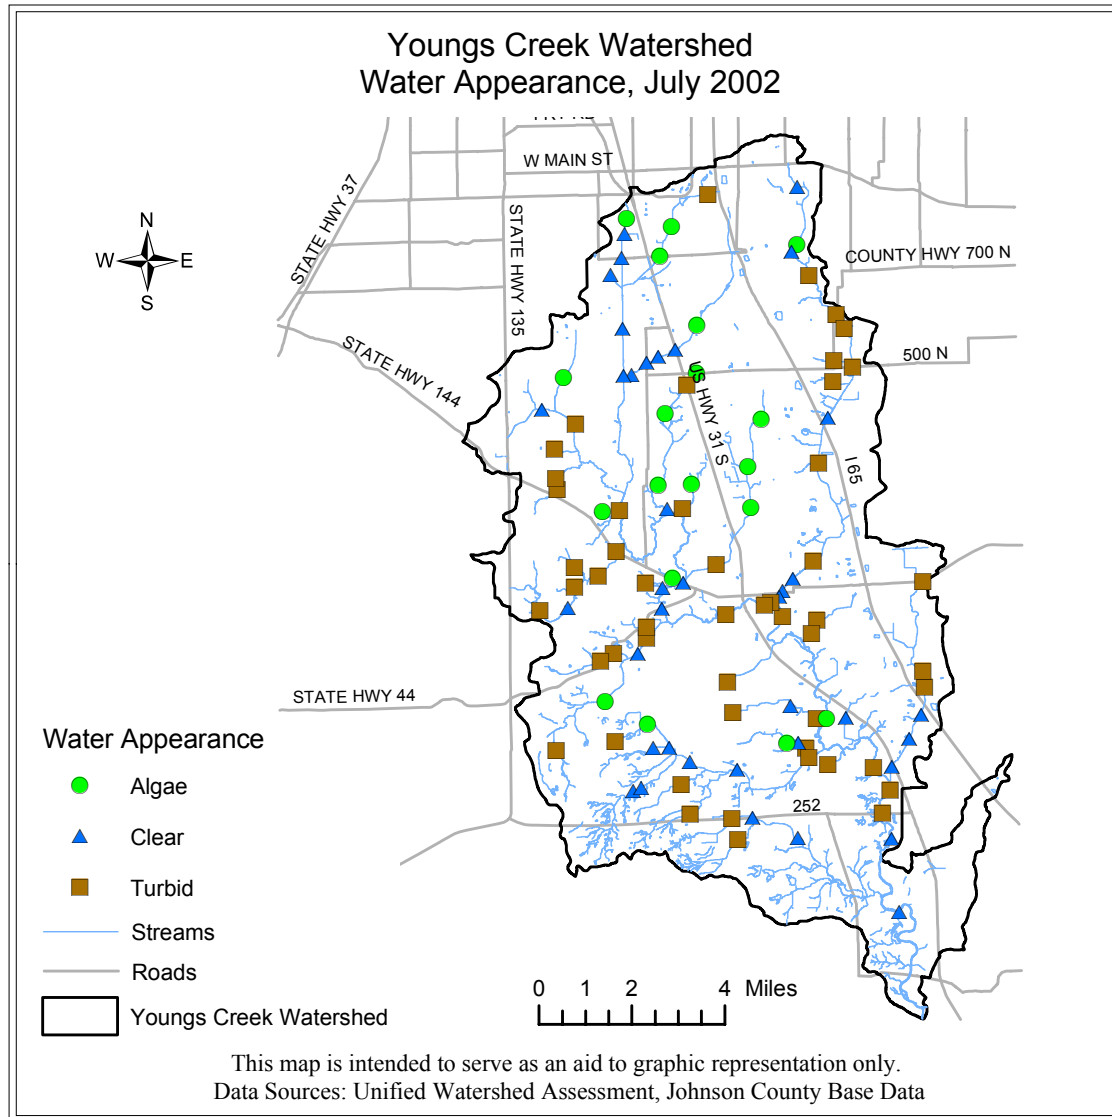 Youngs Creek Watershed
Water Appearance, July 2002
W MAIN ST
STATE HWY 37
N
W E
S
STATE HWY 135
COUNTY HWY 700 N
STATE HWY 144
500 N
US HWY 31 S
I 65
STATE HWY 44
252
Water Appearance
Algae
Clear
Turbid
Streams
Roads
Youngs Creek Watershed
0 1 2 4 Miles
This map is intended to serve as an aid to graphic representation only.
Data Sources: Unified Watershed Assessment, Johnson County Base Data